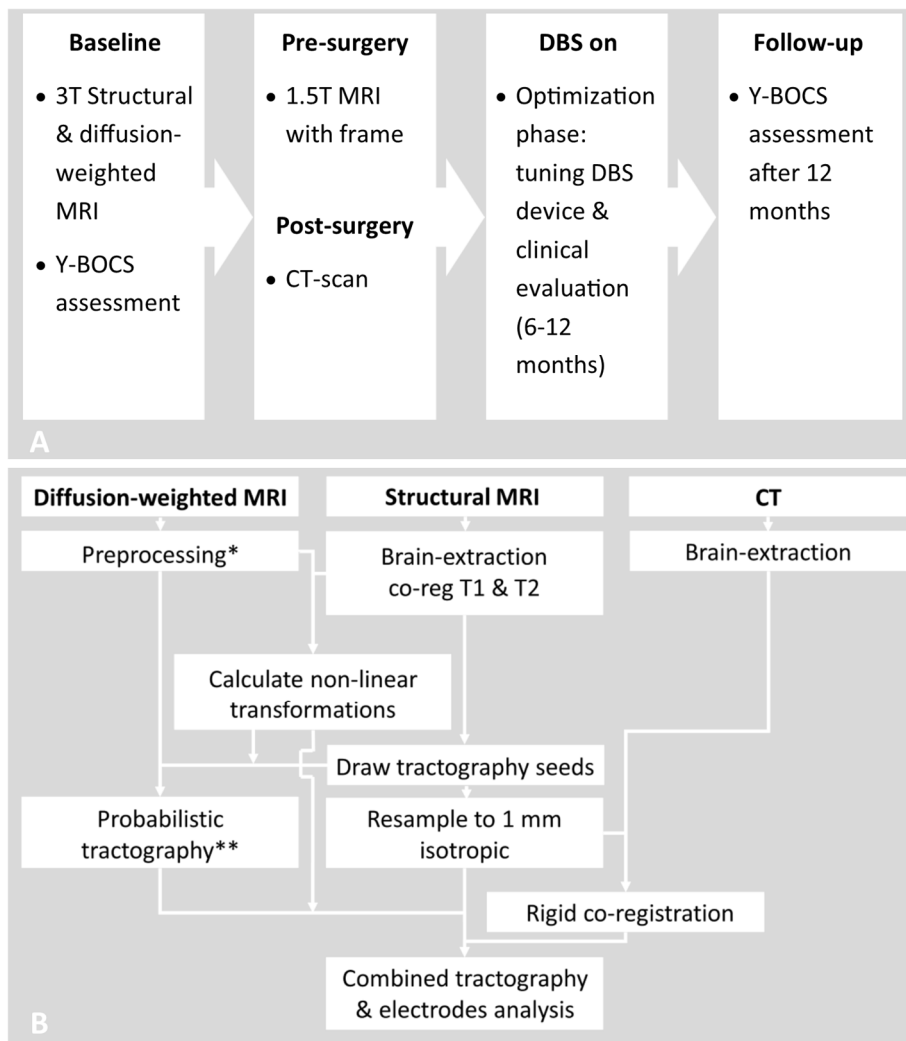 Baseline
• 3T Structural
& diffusion-
weighted
MRI
• Y-BOCS
assessment
Pre-surgery
• 1.5T MRI
with frame
Post-surgery
• CT-scan
DBS on
• Optimization
phase:
tuning DBS
device &
clinical
evaluation
(6-12
months)
Follow-up
• Y-BOCS
assessment
after 12
months
A
Diffusion-weighted MRI
Structural MRI
CT
Preprocessing*
Brain-extraction
co-reg T1 & T2
Brain-extraction
Calculate non-linear
transformations
Draw tractography seeds
Probabilistic
tractography**
Resample to 1 mm
isotropic
Rigid co-registration
Combined tractography
& electrodes analysis
B